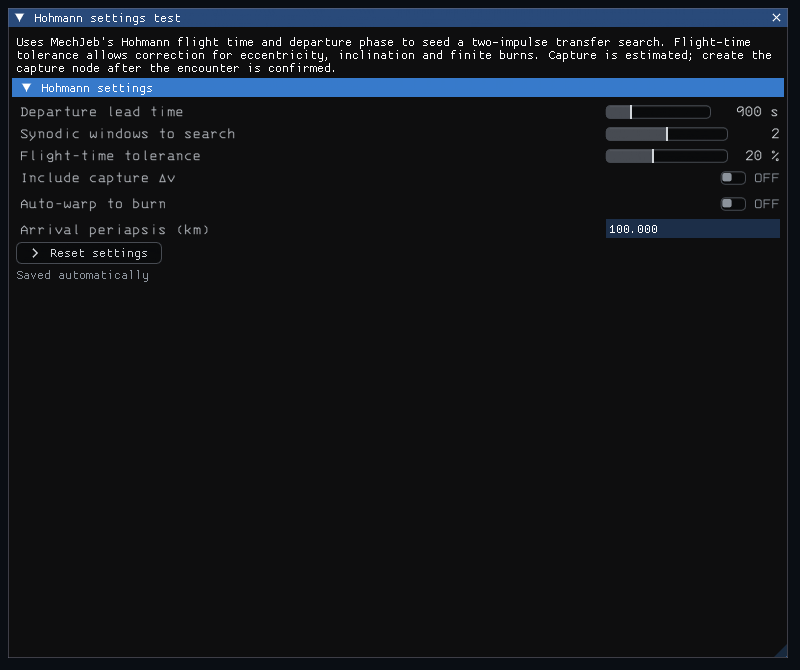 Hohmann settings test
Uses MechJeb's Hohmann flight time and departure phase to seed a two-impulse transfer search. Flight-time
tolerance allows correction for eccentricity, inclination and finite burns. Capture is estimated; create the
capture node after the encounter is confirmed.
Hohmann settings
Departure lead time 900 s
Synodic windows to search 2
Flight-time tolerance 20 %
Include capture Δv OFF
Auto-warp to burn OFF
Arrival periapsis (km) 100.000
Reset settings
Saved automatically